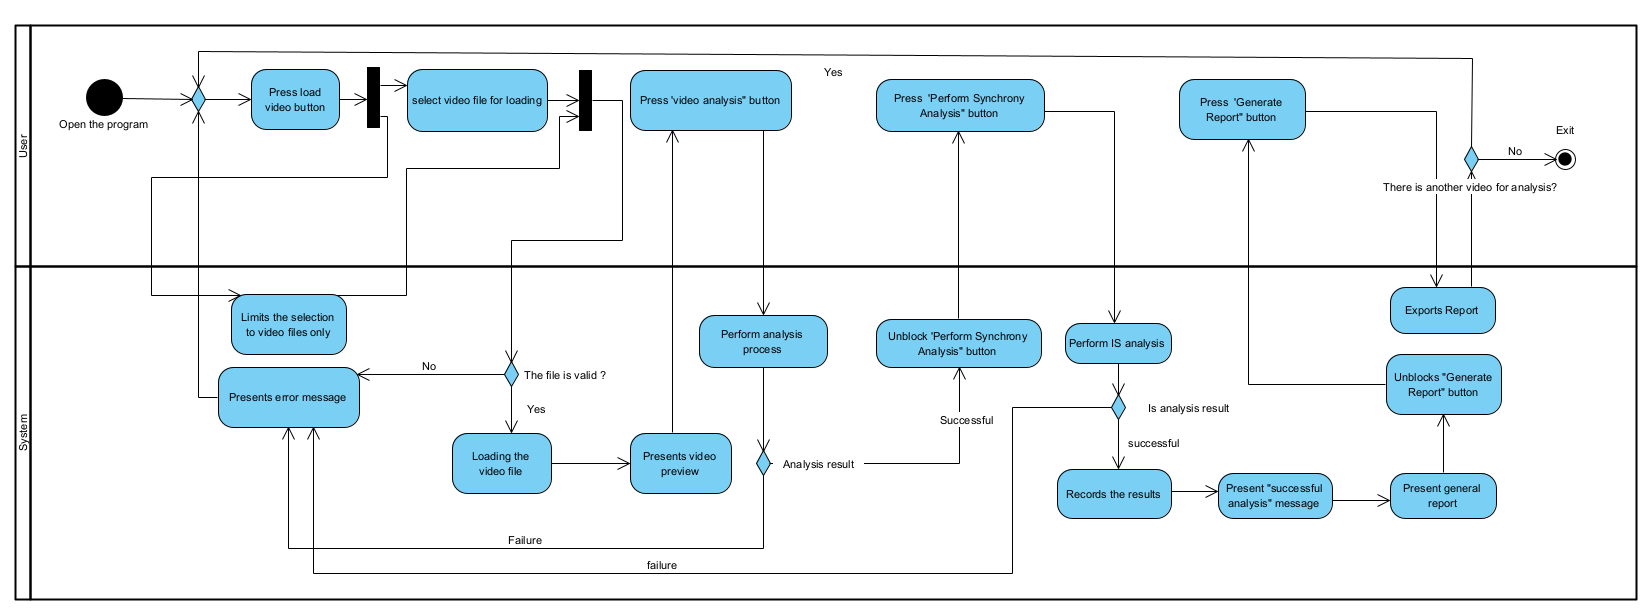 User
Open the program
Press load
video button
select video file for loading
Press 'video analysis" button
Yes
Press  'Perform Synchrony
Analysis" button
Press  'Generate
Report" button
Exit
No
There is another video for analysis?
System
Limits the selection
to video files only
Presents error message
No
The file is valid ?
Yes
Loading the
video file
Presents video
preview
Perform analysis
process
Analysis result
Successful
Unblock 'Perform Synchrony
Analysis" button
Perform IS analysis
Is analysis result
successful
Records the results
Present "successful
analysis" message
Present general
report
Unblocks "Generate
Report" button
Exports Report
Failure
failure